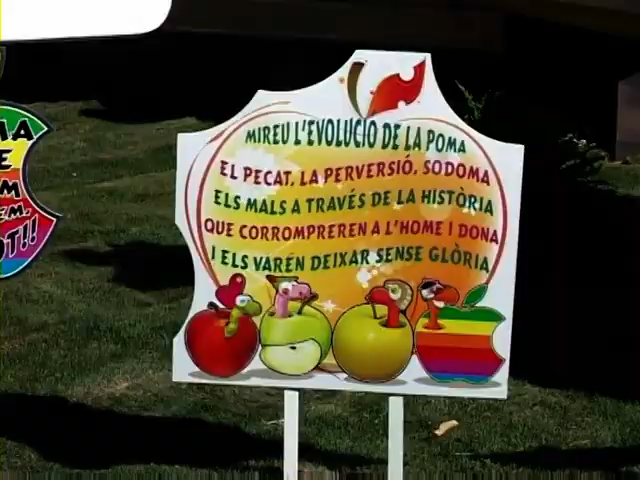 MIREU L'EVOLUCIO DE LA POMA
EL PECAT, LA PERVERSIÓ, SODOMA
ELS MALS A TRAVÉS DE LA HISTÒRIA
QUE CORROMPREREN A L'HOME I DONA
I ELS VAREN DEIXAR SENSE GLÒRIA